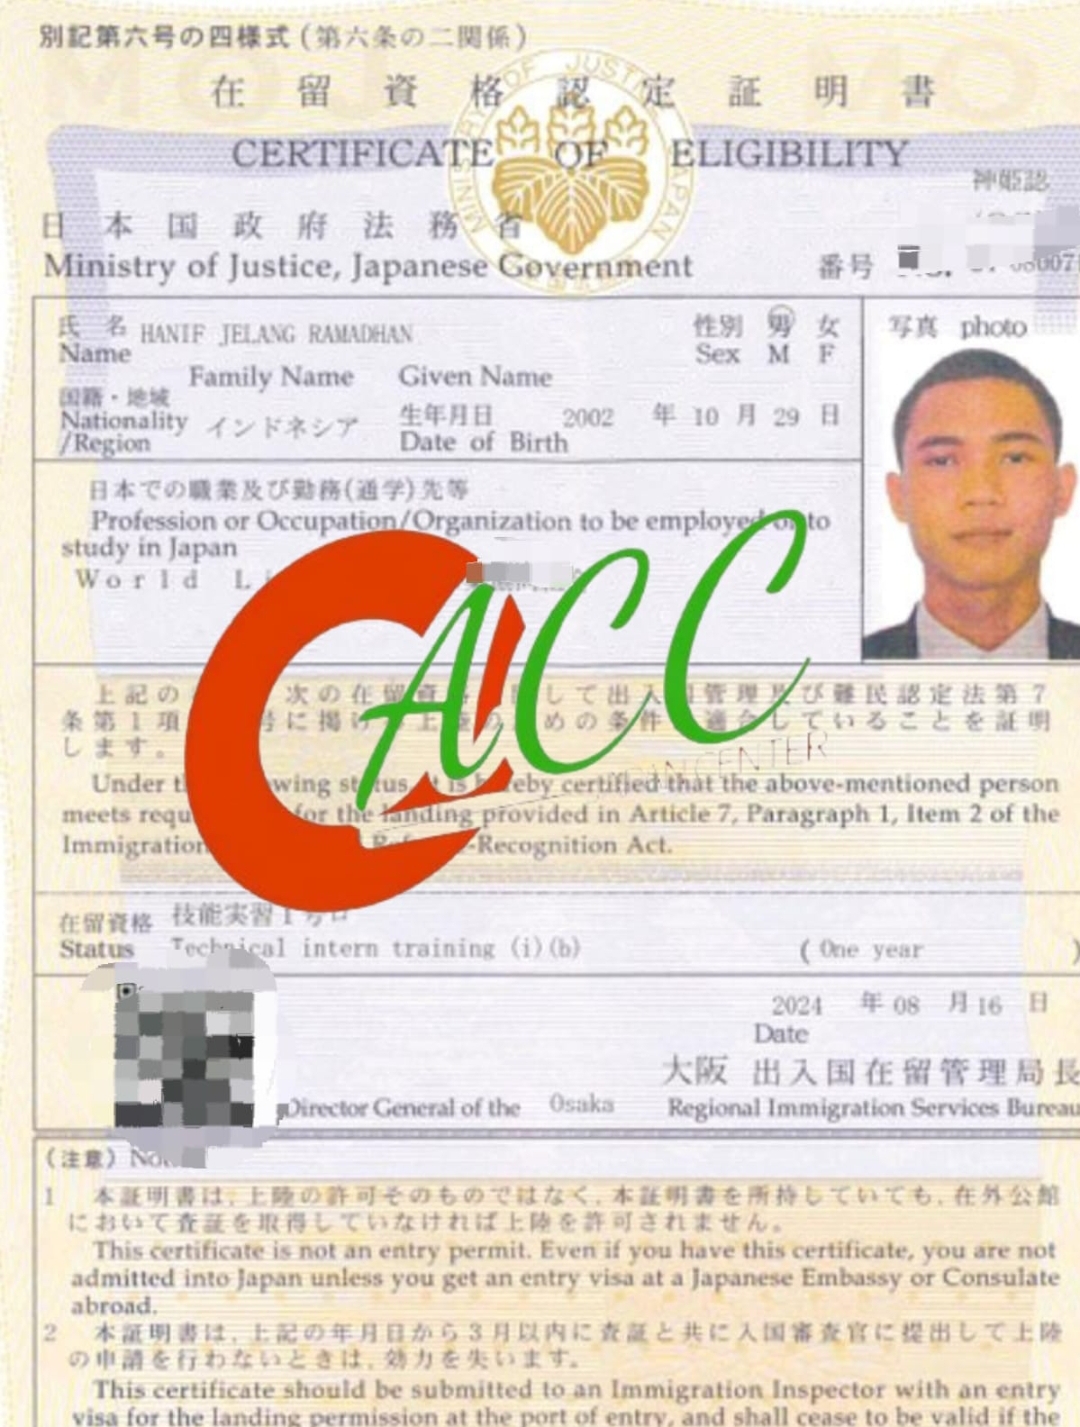 別記第六号の四様式(第六条の二関係)
在留資格認定証明書
CERTIFICATE OF ELIGIBILITY
神姫認
日本国政府法務省
Ministry of Justice, Japanese Government
番号 No.
氏名 HANIF JELANG RAMADHAN
Name
Family Name Given Name
性別 男 女
Sex M F
写真 photo
国籍・地域
Nationality
/Region
インドネシア
生年月日 2002 年 10 月 29 日
Date of Birth
日本での職業及び勤務(通学)先等
Profession or Occupation/Organization to be employed or to
study in Japan
World
CACC
上記の 次の在留資格 して出入国管理及び難民認定法第7
条第1項 号に掲げ 上陸のための条件 適合していることを証明
します。
CENTER
Under the wing status, it is hereby certified that the above-mentioned person
meets for the landing provided in Article 7, Paragraph 1, Item 2 of the
Immigration -Recognition Act.
在留資格 技能実習1号ロ
Status Technical intern training (i)(b) (One year )
2024 年 08 月 16 日
Date
大阪 出入国在留管理局長
Director General of the Osaka Regional Immigration Services Bureau
(注意) Not
1 本証明書は、上陸の許可そのものではなく、本証明書を所持していても、在外公館
において査証を取得していなければ上陸を許可されません。
This certificate is not an entry permit. Even if you have this certificate, you are not
admitted into Japan unless you get an entry visa at a Japanese Embassy or Consulate
abroad.
2 本証明書は、上記の年月日から3月以内に査証と共に入国審査官に提出して上陸
の申請を行わないときは、効力を失います。
This certificate should be submitted to an Immigration Inspector with an entry
visa for the landing permission at the port of entry, and shall cease to be valid if the